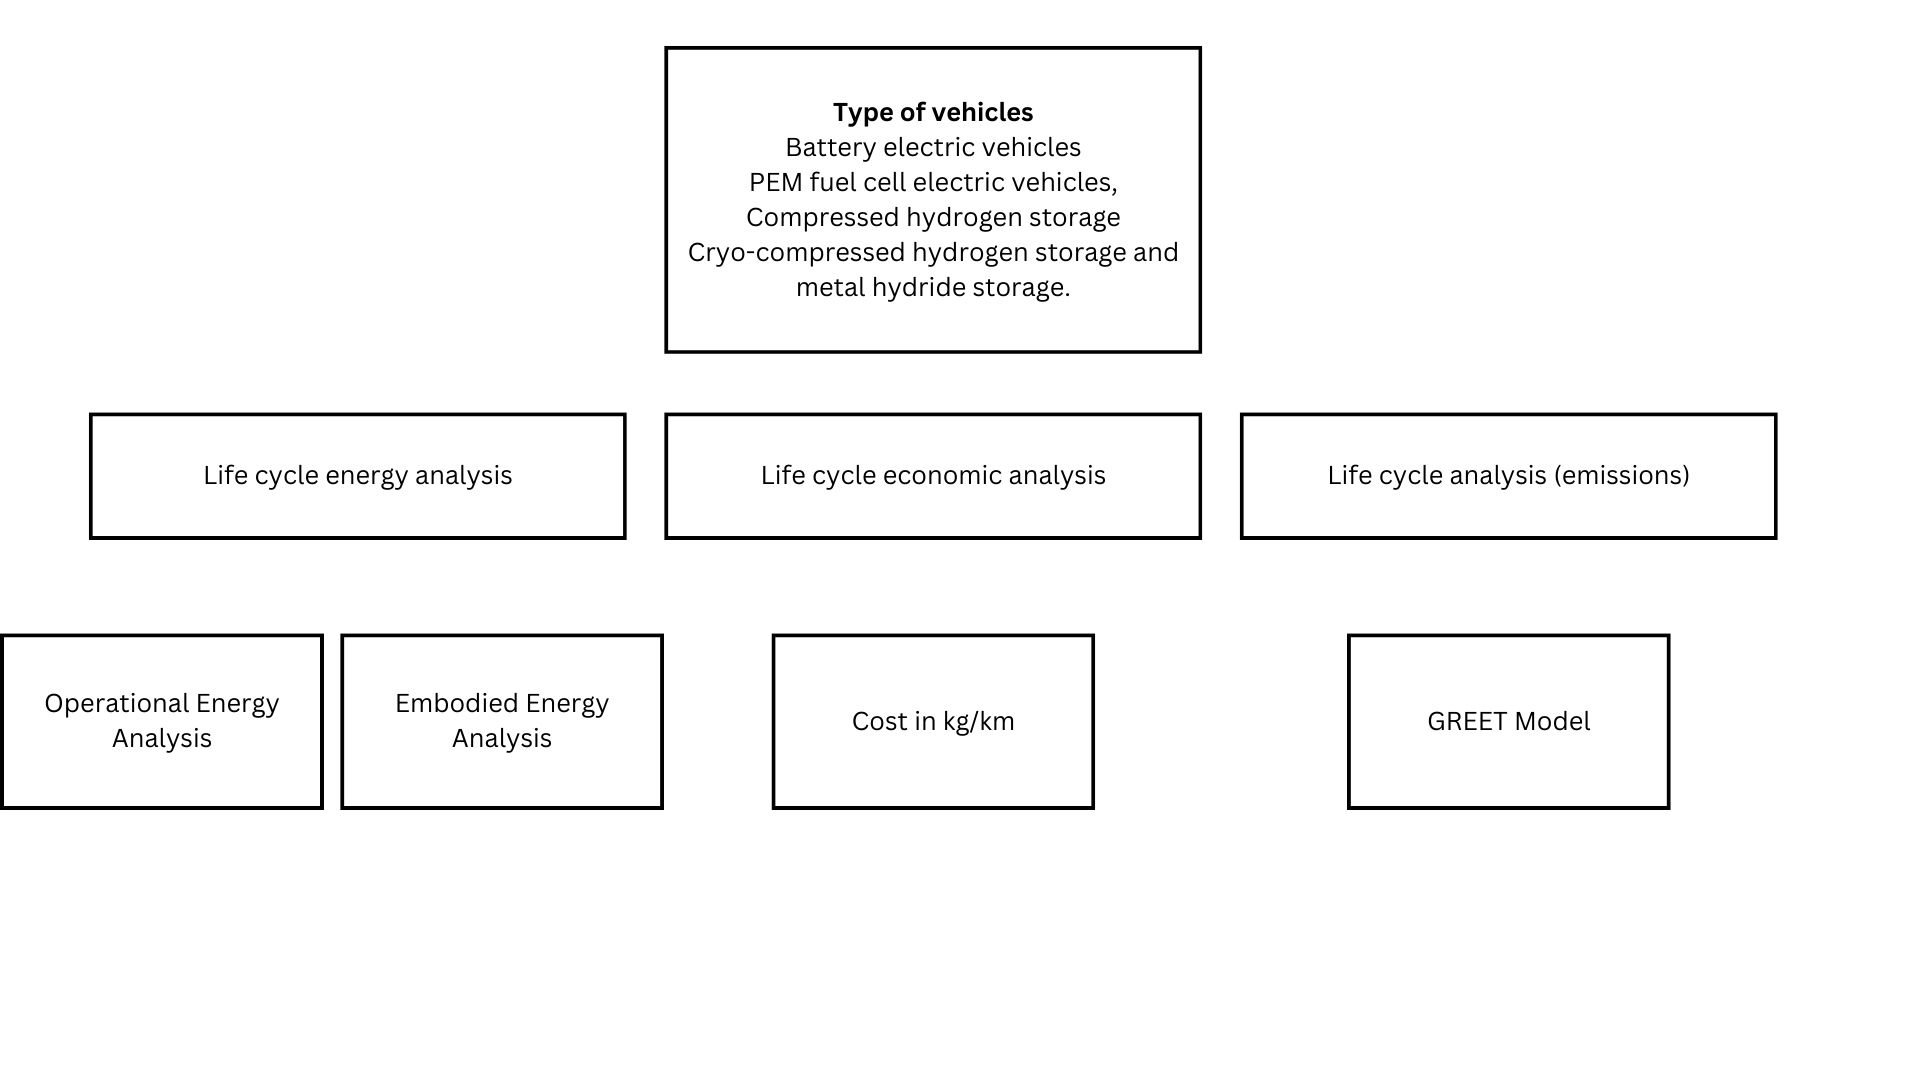 Type of vehicles
Battery electric vehicles
PEM fuel cell electric vehicles,
Compressed hydrogen storage
Cryo-compressed hydrogen storage and
metal hydride storage.
Life cycle energy analysis
Life cycle economic analysis
Life cycle analysis (emissions)
Operational Energy
Analysis
Embodied Energy
Analysis
Cost in kg/km
GREET Model